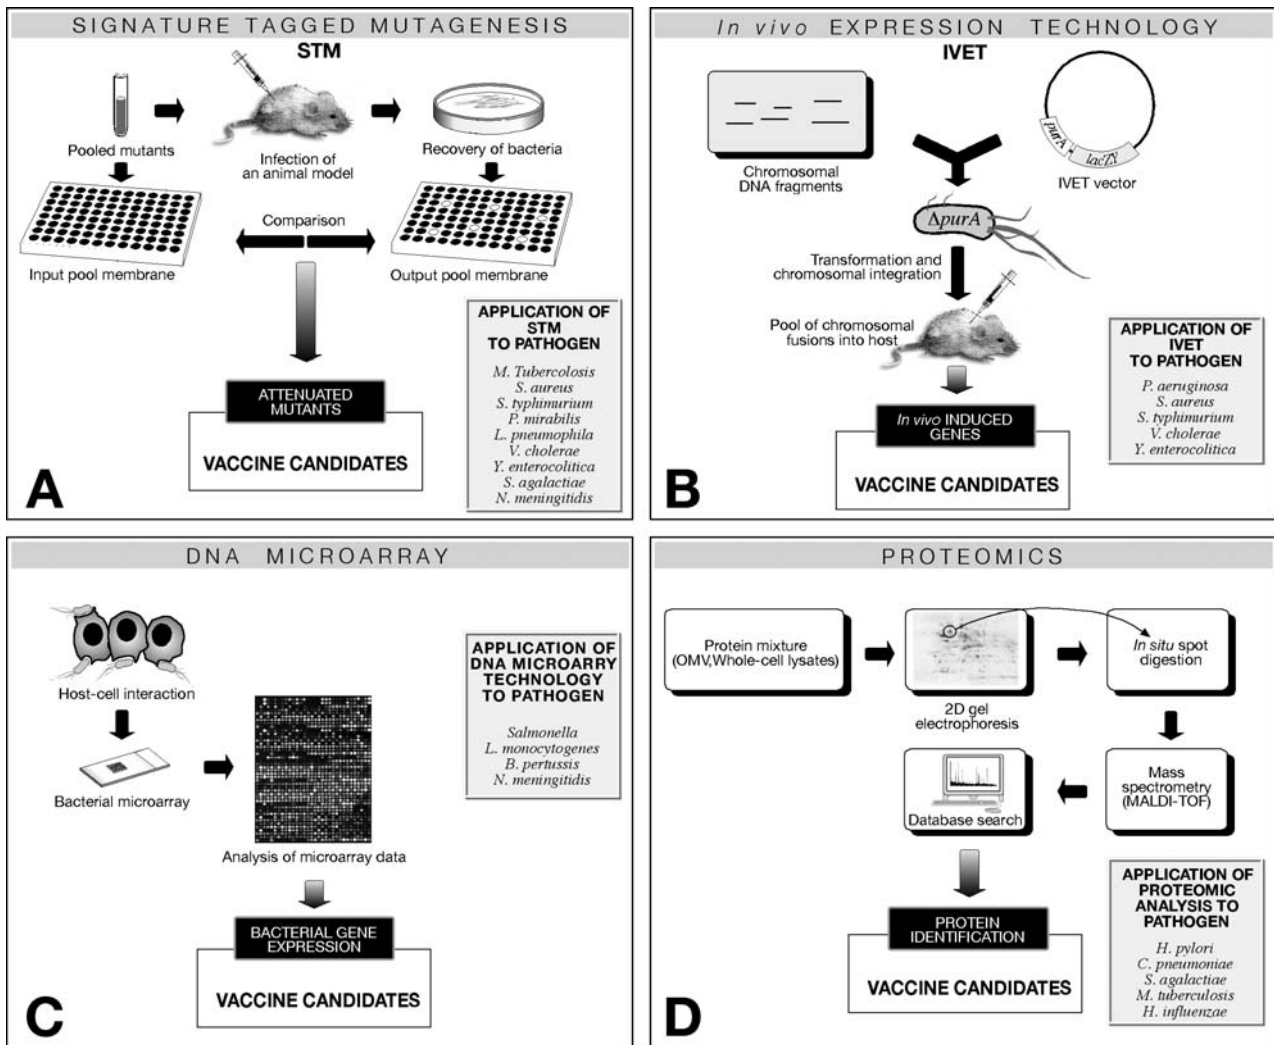 SIGNATURE TAGGED MUTAGENESIS
STM
Pooled mutants
Infection of
an animal model
Recovery of bacteria
Comparison
Input pool membrane
Output pool membrane
APPLICATION OF
STM
TO PATHOGEN
M. Tubercolosis
S. aureus
S. typhimurium
P. mirabilis
L. pneumophila
V. cholerae
Y. enterocolitica
S. agalactiae
N. meningitidis
ATTENUATED
MUTANTS
VACCINE CANDIDATES
A
In vivo EXPRESSION TECHNOLOGY
IVET
Chromosomal
DNA fragments
purA
lacZY
IVET vector
ΔpurA
Transformation and
chromosomal integration
Pool of chromosomal
fusions into host
APPLICATION OF
IVET
TO PATHOGEN
P. aeruginosa
S. aureus
S. typhimurium
V. cholerae
Y. enterocolitica
In vivo INDUCED
GENES
VACCINE CANDIDATES
B
DNA MICROARRAY
Host-cell interaction
Bacterial microarray
Analysis of microarray data
APPLICATION OF
DNA MICROARRY
TECHNOLOGY
TO PATHOGEN
Salmonella
L. monocytogenes
B. pertussis
N. meningitidis
BACTERIAL GENE
EXPRESSION
VACCINE CANDIDATES
C
PROTEOMICS
Protein mixture
(OMV,Whole-cell lysates)
2D gel
electrophoresis
In situ spot
digestion
Mass
spectrometry
(MALDI-TOF)
Database search
APPLICATION OF
PROTEOMIC
ANALYSIS TO
PATHOGEN
H. pylori
C. pneumoniae
S. agalactiae
M. tuberculosis
H. influenzae
PROTEIN
IDENTIFICATION
VACCINE CANDIDATES
D